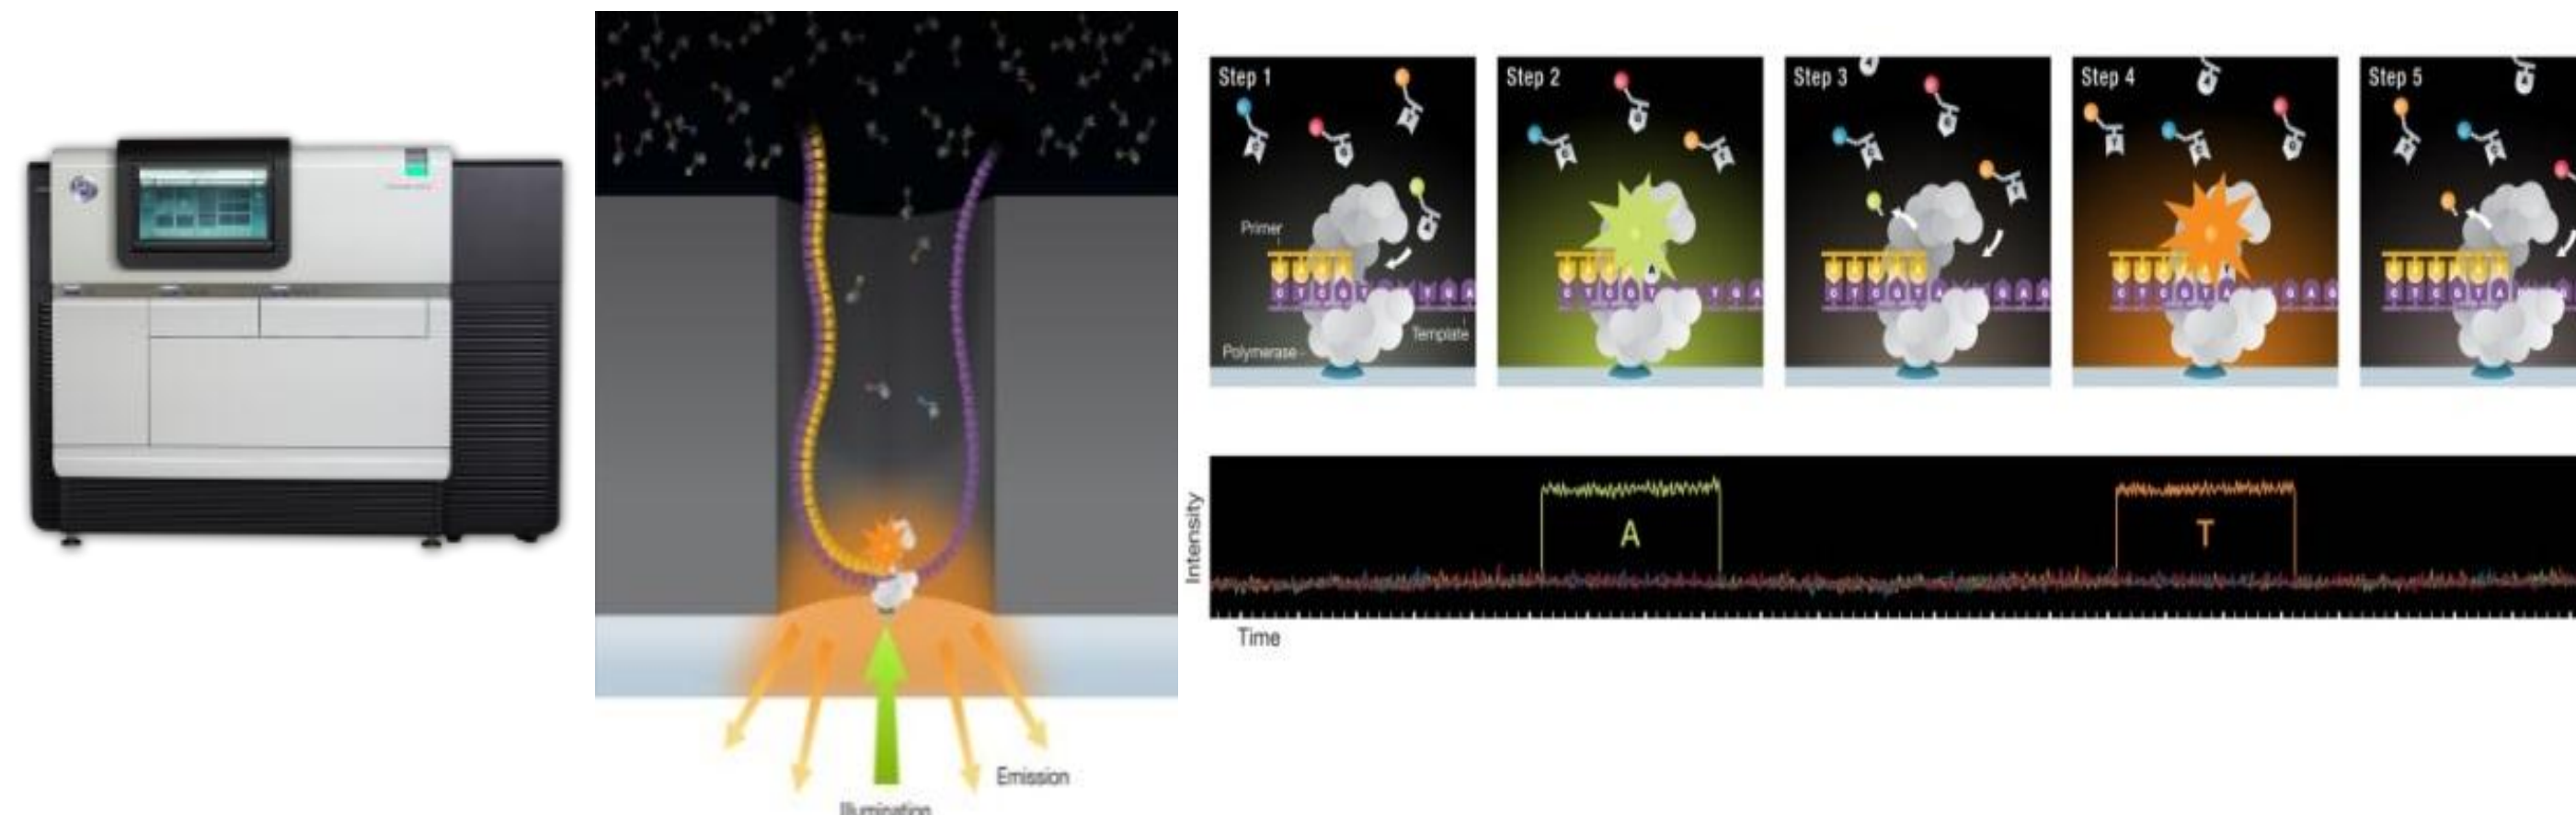 Step 1
Step 2
Step 3
Step 4
Step 5
Primer
Template
Polymerase
C T C G T
T G A
A
C T C G T
T G A
C T C G T A
G A G
C T C G T A
G A G
C T C G T A
Intensity
A
T
Time
Emission
Illumination